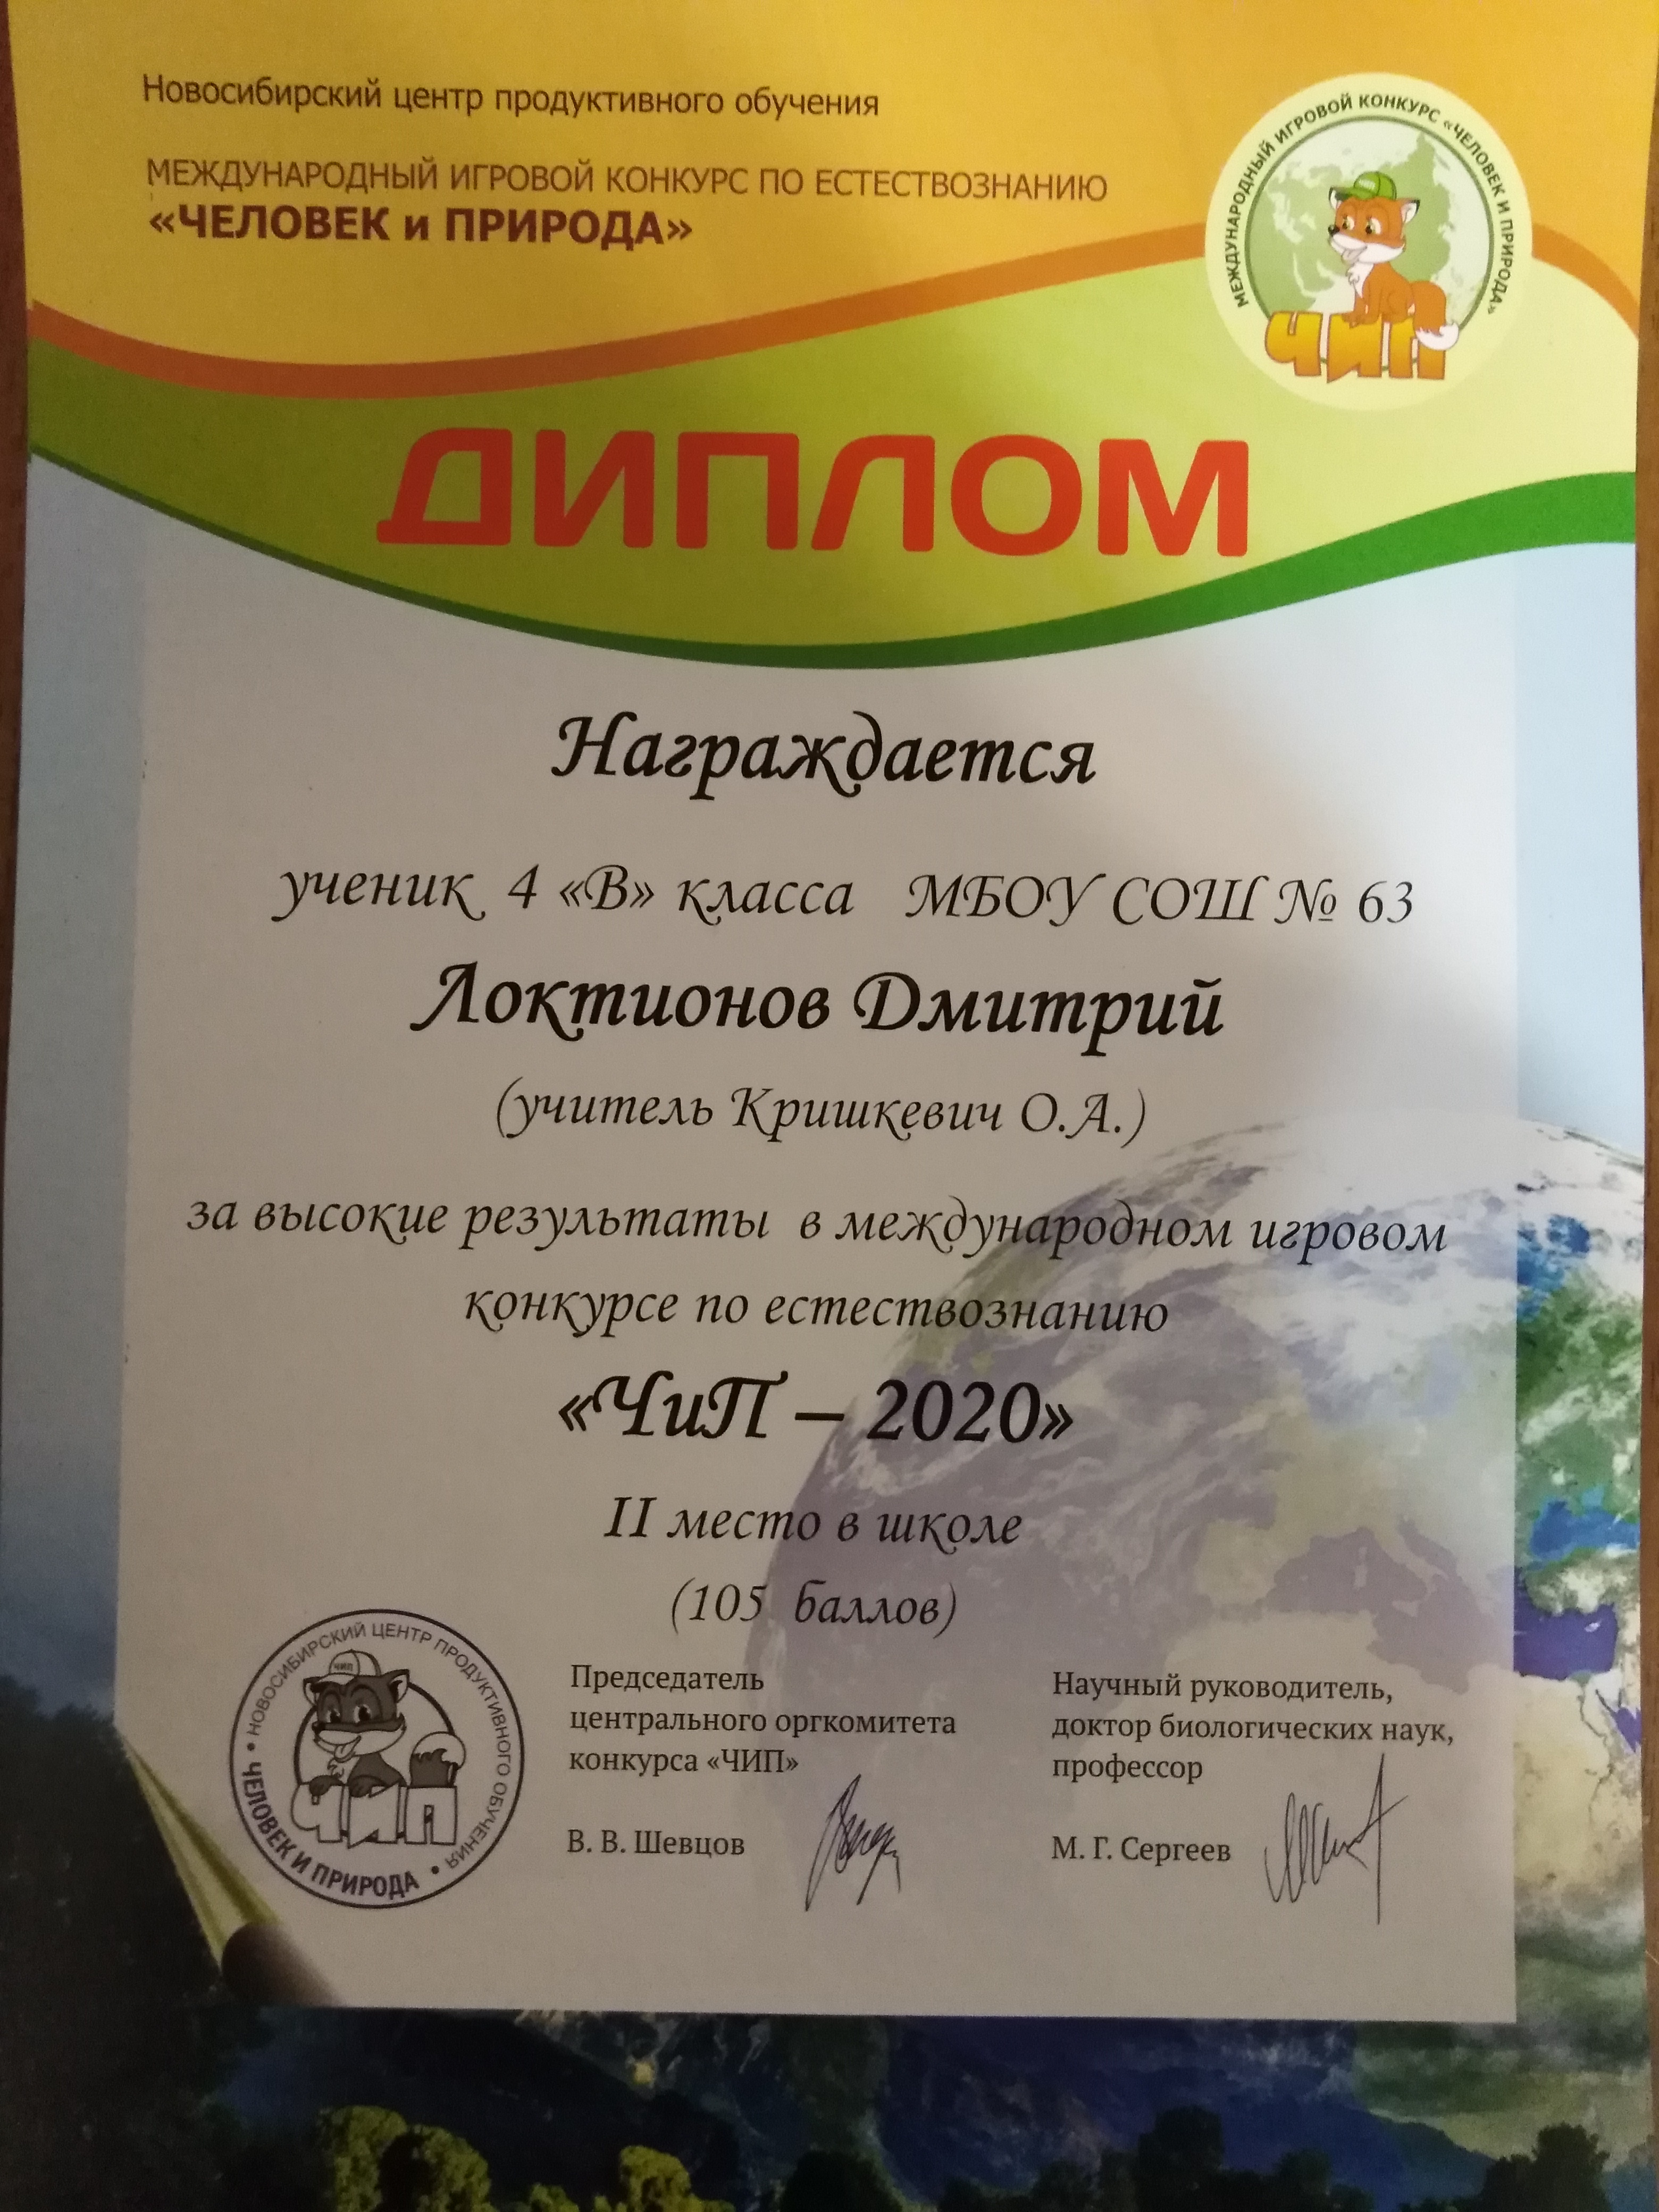 Новосибирский центр продуктивного обучения
МЕЖДУНАРОДНЫЙ ИГРОВОЙ КОНКУРС ПО ЕСТЕСТВОЗНАНИЮ
«ЧЕЛОВЕК и ПРИРОДА»
МЕЖДУНАРОДНЫЙ ИГРОВОЙ КОНКУРС «ЧЕЛОВЕК И ПРИРОДА»
ЧИП
ДИПЛОМ
Награждается
ученик 4 «В» класса МБОУ СОШ № 63
Локтионов Дмитрий
(учитель Кришкевич О.А.)
за высокие результаты в международном игровом
конкурсе по естествознанию
«ЧиП – 2020»
II место в школе
(105 баллов)
• НОВОСИБИРСКИЙ ЦЕНТР ПРОДУКТИВНОГО ОБУЧЕНИЯ •
ЧЕЛОВЕК И ПРИРОДА
ЧИП
ЧИП
Председатель
центрального оргкомитета
конкурса «ЧИП»
В. В. Шевцов
Научный руководитель,
доктор биологических наук,
профессор
М. Г. Сергеев